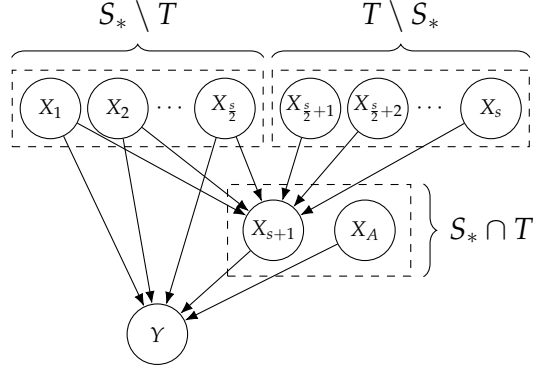 S_* \ T T \ S_*
X_1 X_2 ⋯ X_{s/2} X_{s/2+1} X_{s/2+2} ⋯ X_s
X_{s+1} X_A S_* ∩ T
Y